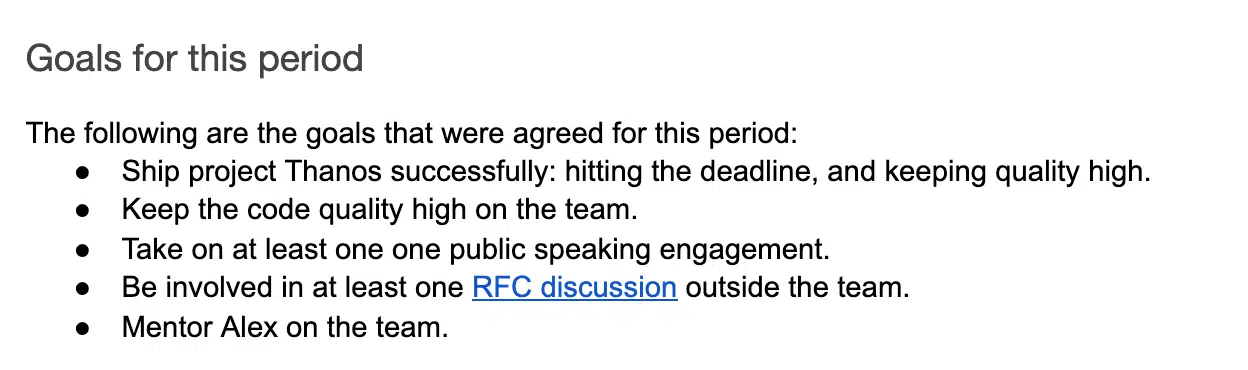 Goals for this period
The following are the goals that were agreed for this period:
● Ship project Thanos successfully: hitting the deadline, and keeping quality high.
● Keep the code quality high on the team.
● Take on at least one one public speaking engagement.
● Be involved in at least one RFC discussion outside the team.
● Mentor Alex on the team.